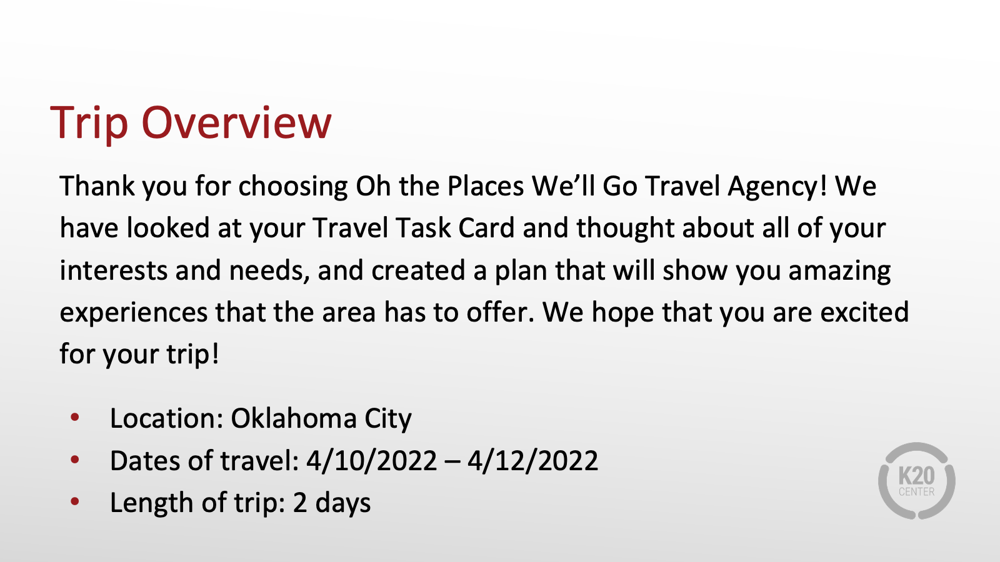 Trip Overview
Thank you for choosing Oh the Places We’ll Go Travel Agency! We
have looked at your Travel Task Card and thought about all of your
interests and needs, and created a plan that will show you amazing
experiences that the area has to offer. We hope that you are excited
for your trip!
• Location: Oklahoma City
• Dates of travel: 4/10/2022 – 4/12/2022
• Length of trip: 2 days
K20
CENTER